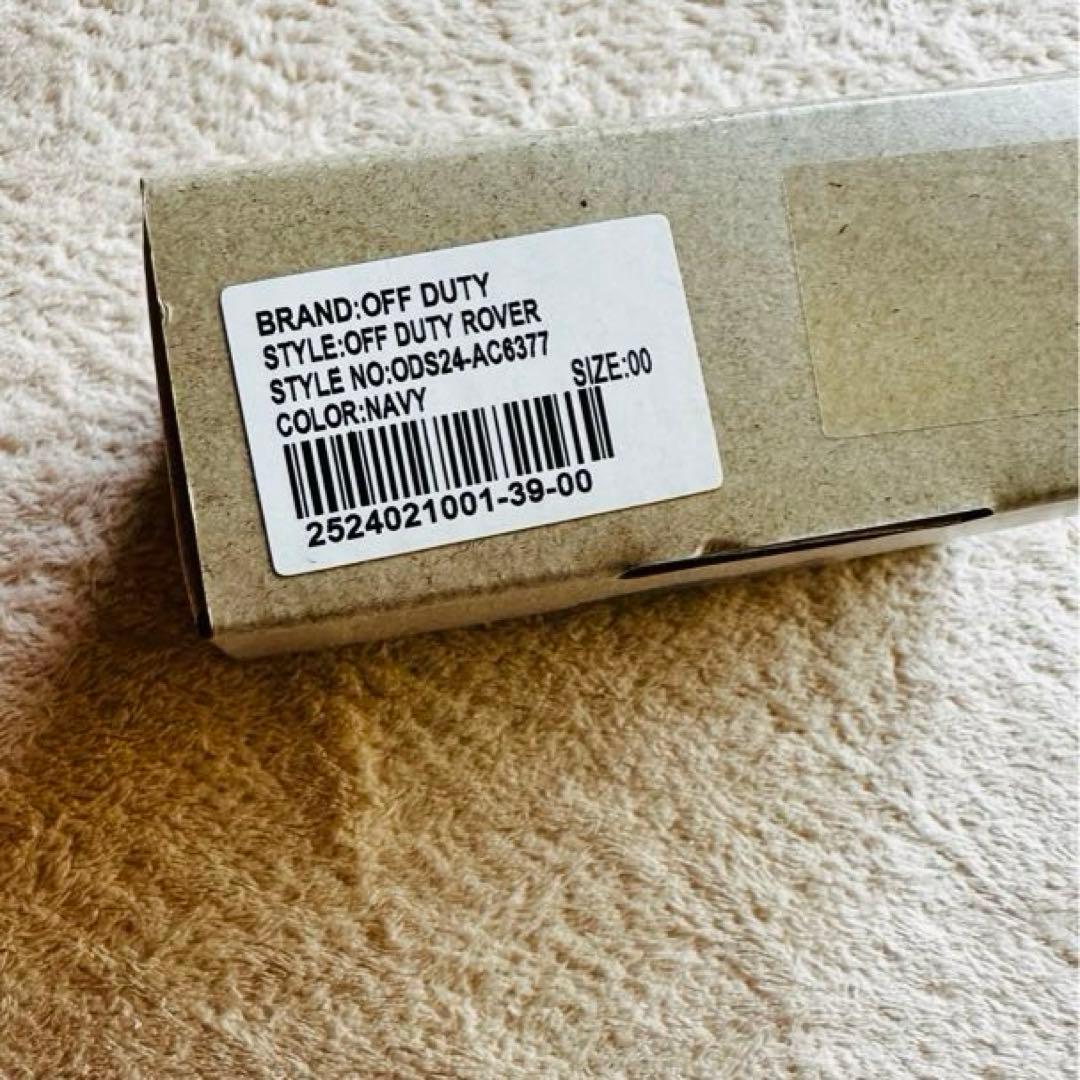 BRAND:OFF DUTY
STYLE:OFF DUTY ROVER
STYLE NO:ODS24-AC6377
COLOR:NAVY SIZE:00
2524021001-39-00